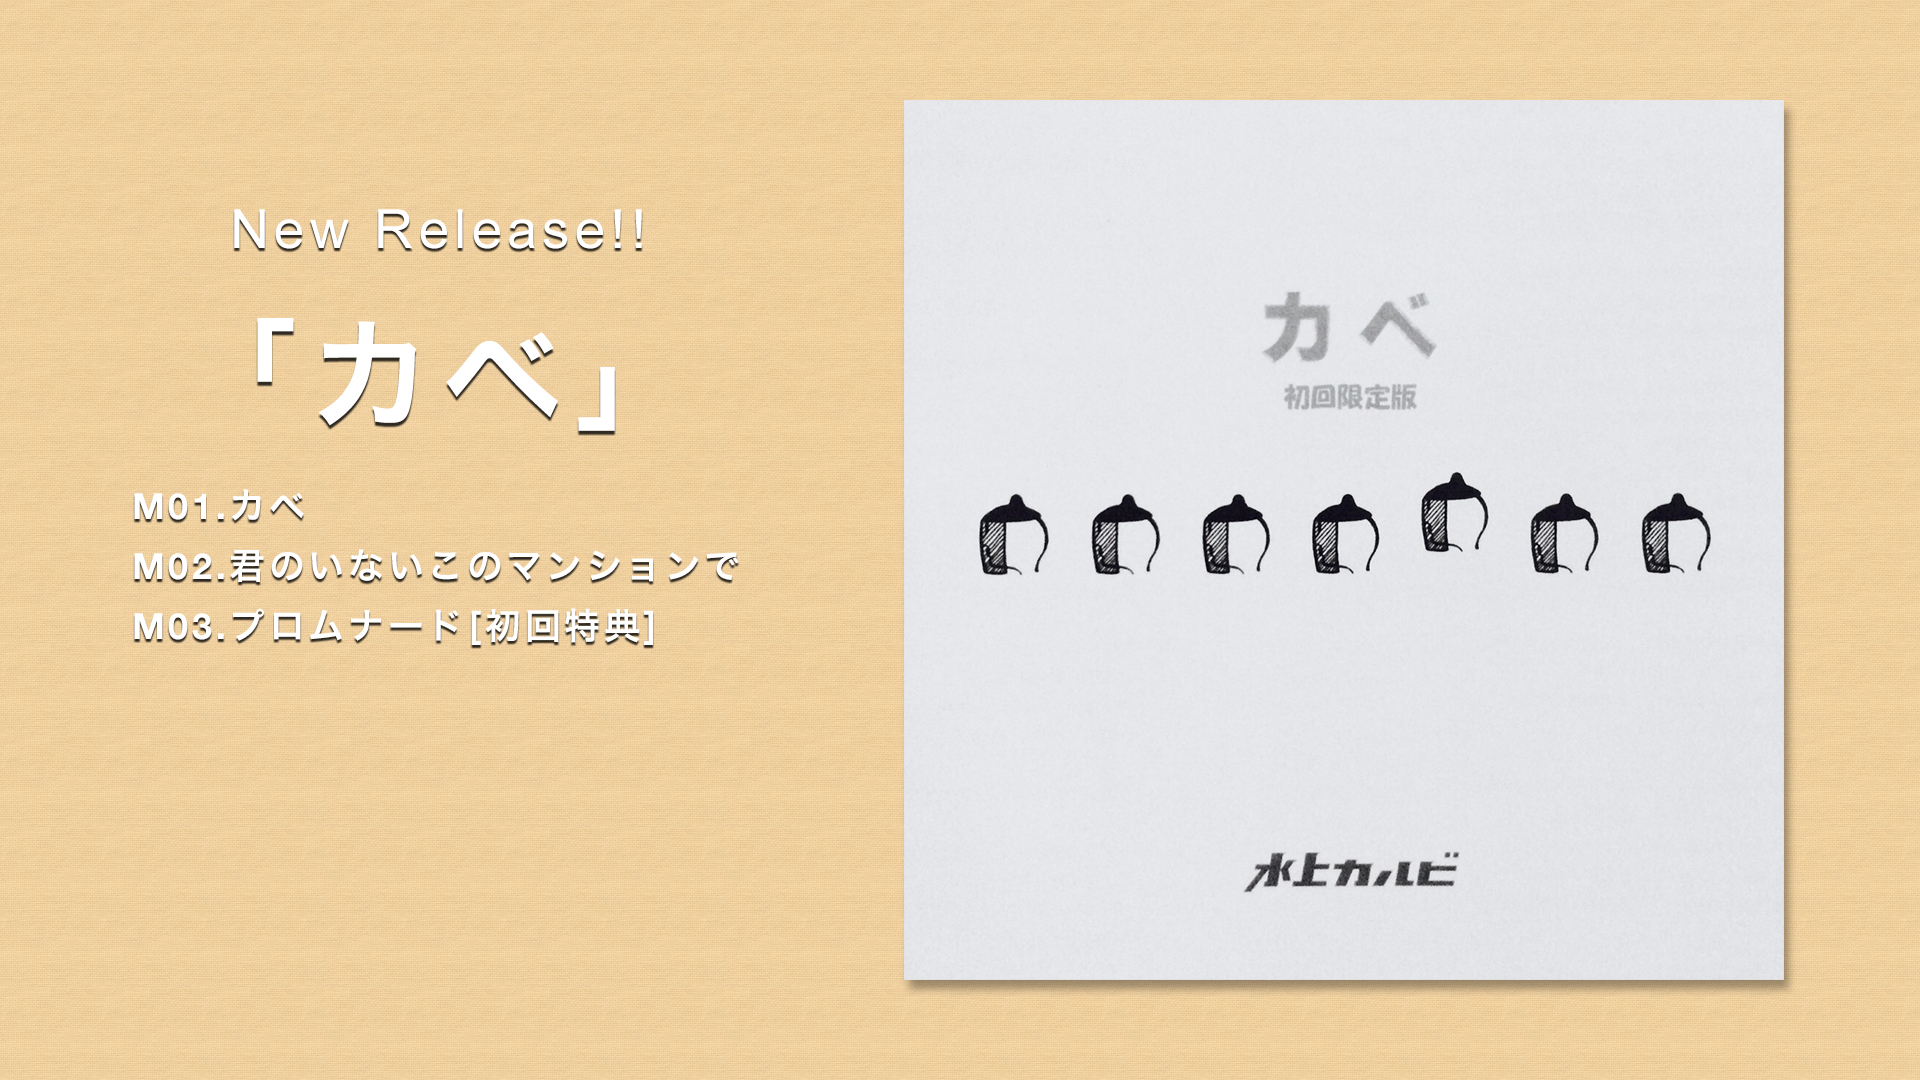 New Release!!
「カベ」
M01.カベ
M02.君のいないこのマンションで
M03.プロムナード[初回特典]
カベ
初回限定版
水上カルビ